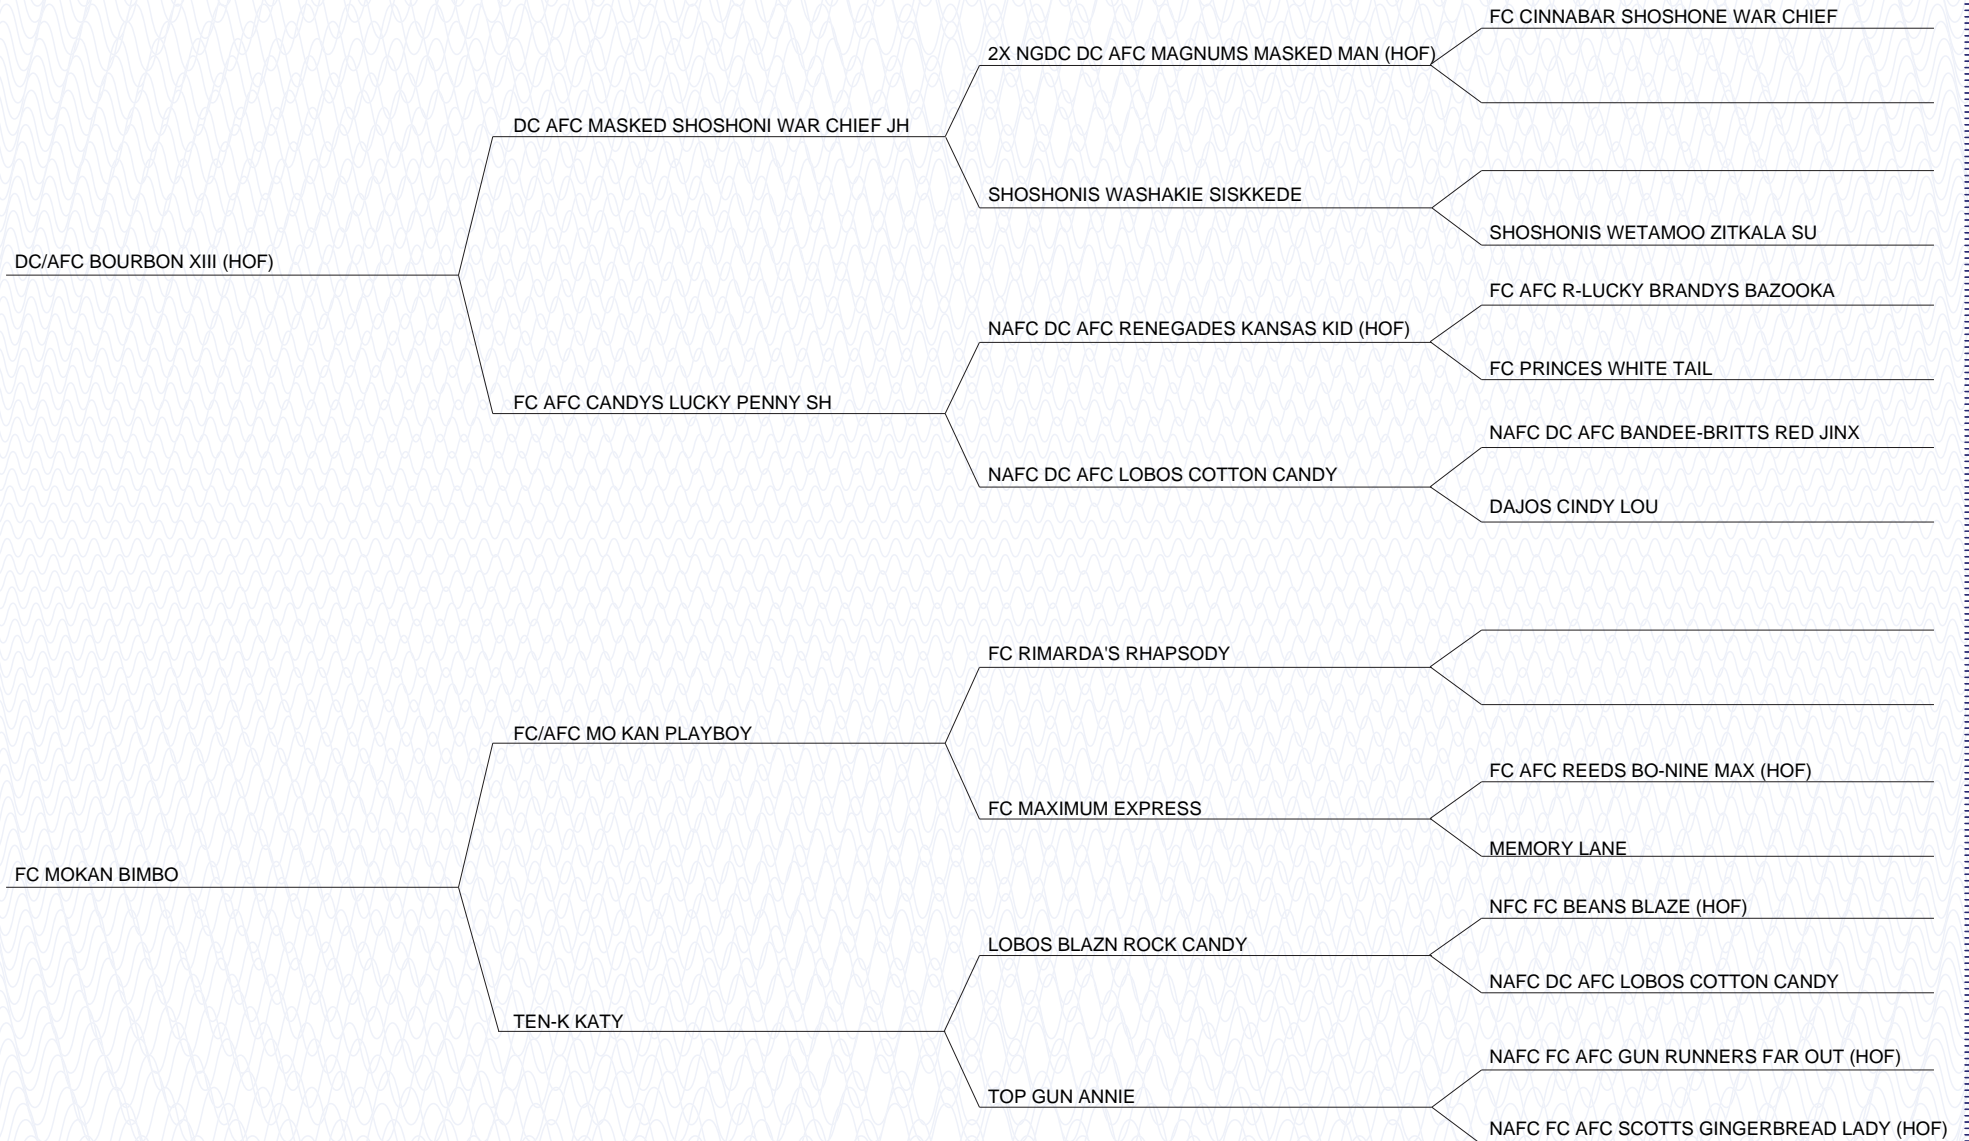 FC CINNABAR SHOSHONE WAR CHIEF
2X NGDC DC AFC MAGNUMS MASKED MAN (HOF)
DC AFC MASKED SHOSHONI WAR CHIEF JH
SHOSHONIS WASHAKIE SISKKEDE
SHOSHONIS WETAMOO ZITKALA SU
DC/AFC BOURBON XIII (HOF)
FC AFC R-LUCKY BRANDYS BAZOOKA
NAFC DC AFC RENEGADES KANSAS KID (HOF)
FC PRINCES WHITE TAIL
FC AFC CANDYS LUCKY PENNY SH
NAFC DC AFC BANDEE-BRITTS RED JINX
NAFC DC AFC LOBOS COTTON CANDY
DAJOS CINDY LOU
FC RIMARDA'S RHAPSODY
FC/AFC MO KAN PLAYBOY
FC AFC REEDS BO-NINE MAX (HOF)
FC MAXIMUM EXPRESS
MEMORY LANE
FC MOKAN BIMBO
NFC FC BEANS BLAZE (HOF)
LOBOS BLAZN ROCK CANDY
NAFC DC AFC LOBOS COTTON CANDY
TEN-K KATY
NAFC FC AFC GUN RUNNERS FAR OUT (HOF)
TOP GUN ANNIE
NAFC FC AFC SCOTTS GINGERBREAD LADY (HOF)